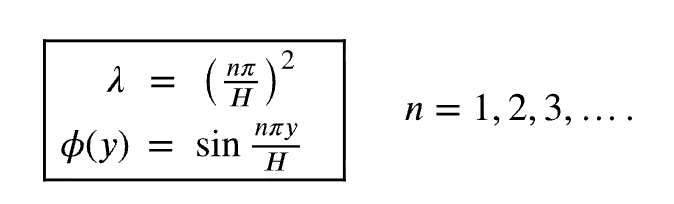 λ = (nπ/H)²
n = 1, 2, 3, … .
ϕ(y) = sin nπy/H